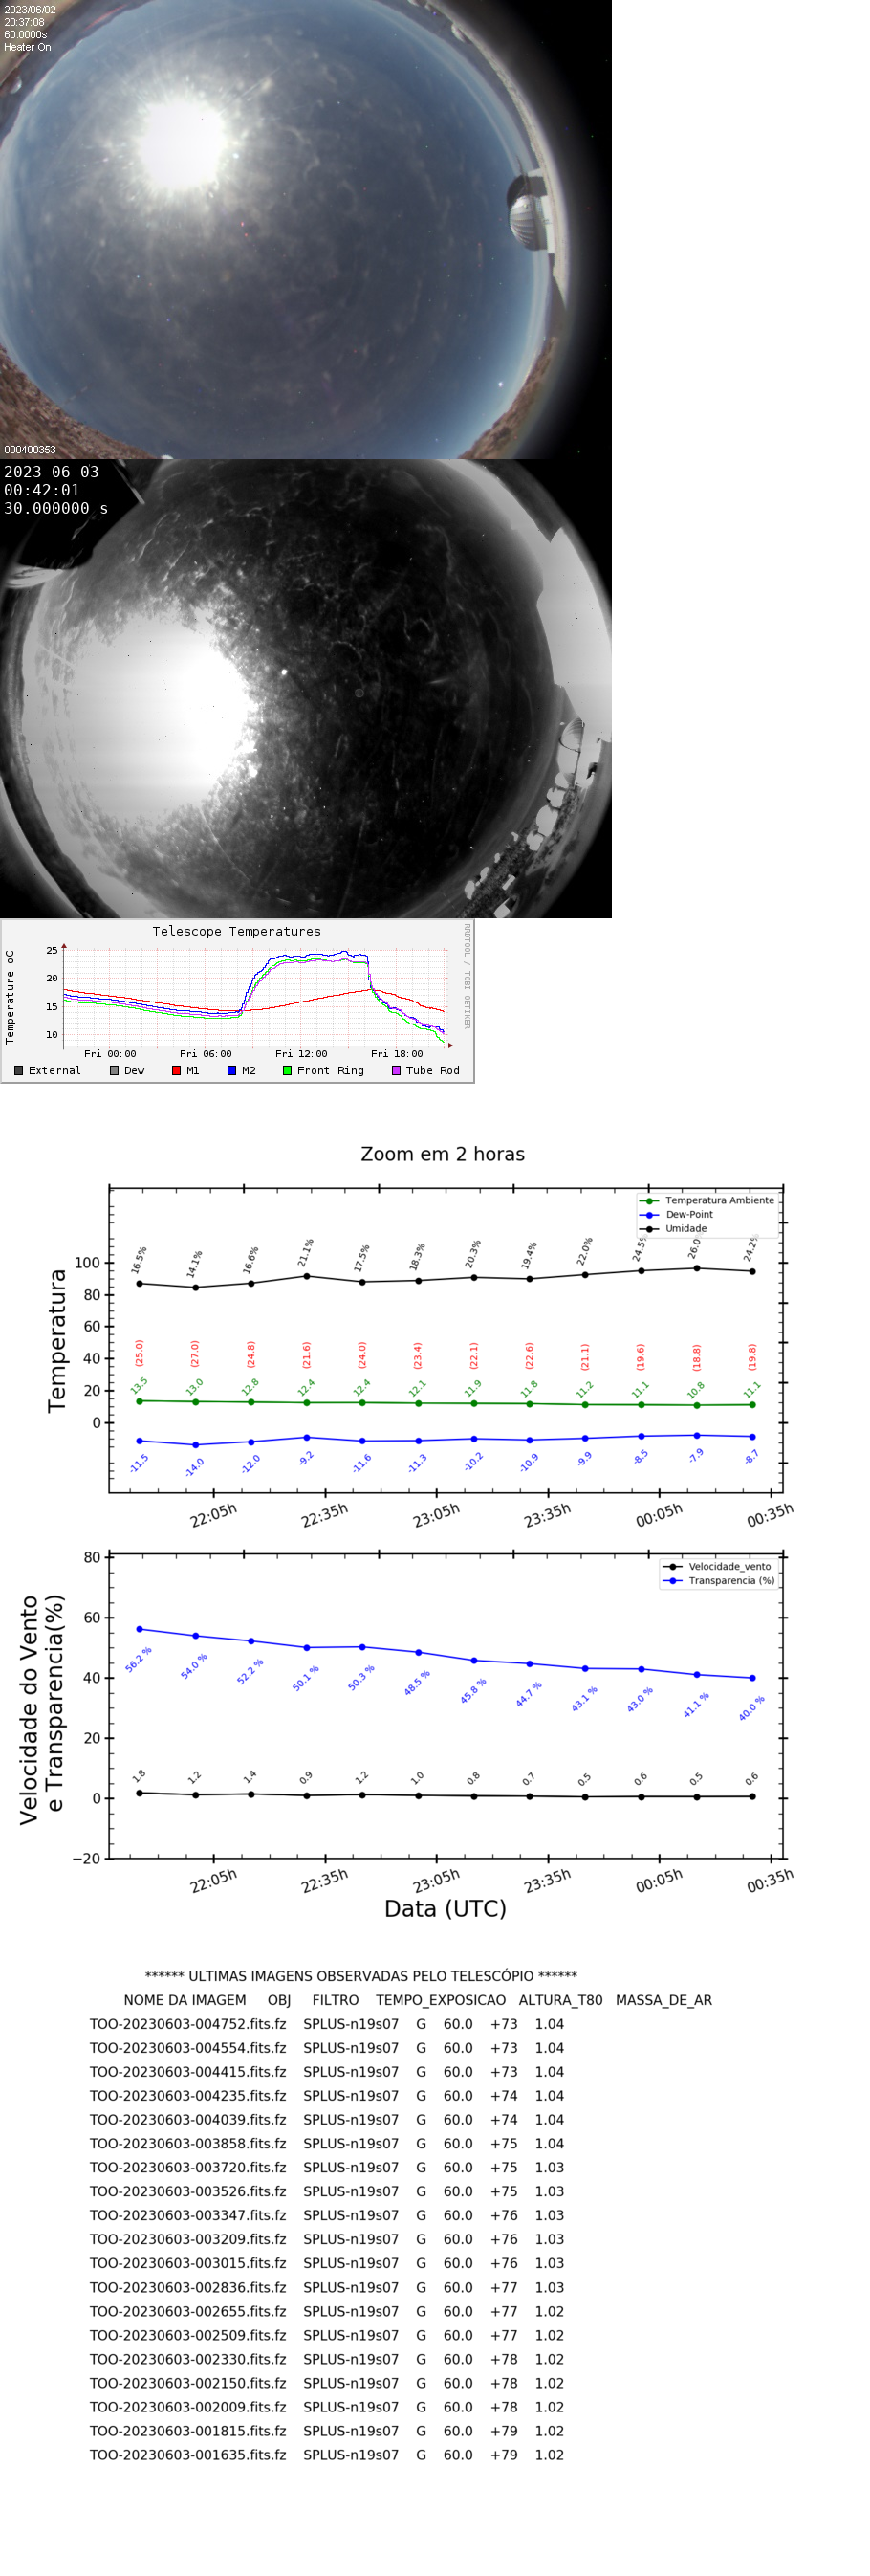 2023/06/02
20:37:08
60.0000s
Heater On
000400353
2023-06-03
00:42:01
30.000000 s
Telescope Temperatures
RRDTOOL / TOBI OETIKER
Temperature oC
25
20
15
10
Fri 00:00 Fri 06:00 Fri 12:00 Fri 18:00
External Dew M1 M2 Front Ring Tube Rod
Zoom em 2 horas
Temperatura Ambiente
Dew-Point
Umidade
Temperatura
100
80
60
40
20
0
16.5% 14.1% 16.6% 21.1% 17.5% 18.3% 20.3% 19.4% 22.0% 24.5% 26.0 24.2%
(25.0) (27.0) (24.8) (21.6) (24.0) (23.4) (22.1) (22.6) (21.1) (19.6) (18.8) (19.8)
13.5 13.0 12.8 12.4 12.4 12.1 11.9 11.8 11.2 11.1 10.8 11.1
-11.5 -14.0 -12.0 -9.2 -11.6 -11.3 -10.2 -10.9 -9.9 -8.5 -7.9 -8.7
22:05h 22:35h 23:05h 23:35h 00:05h 00:35h
Velocidade_vento
Transparencia (%)
Velocidade do Vento
e Transparencia(%)
80
60
40
20
0
−20
56.2 % 54.0 % 52.2 % 50.1 % 50.3 % 48.5 % 45.8 % 44.7 % 43.1 % 43.0 % 41.1 % 40.0 %
1.8 1.2 1.4 0.9 1.2 1.0 0.8 0.7 0.5 0.6 0.5 0.6
22:05h 22:35h 23:05h 23:35h 00:05h 00:35h
Data (UTC)
****** ULTIMAS IMAGENS OBSERVADAS PELO TELESCÓPIO ******
NOME DA IMAGEM OBJ FILTRO TEMPO_EXPOSICAO ALTURA_T80 MASSA_DE_AR
TOO-20230603-004752.fits.fz SPLUS-n19s07 G 60.0 +73 1.04
TOO-20230603-004554.fits.fz SPLUS-n19s07 G 60.0 +73 1.04
TOO-20230603-004415.fits.fz SPLUS-n19s07 G 60.0 +73 1.04
TOO-20230603-004235.fits.fz SPLUS-n19s07 G 60.0 +74 1.04
TOO-20230603-004039.fits.fz SPLUS-n19s07 G 60.0 +74 1.04
TOO-20230603-003858.fits.fz SPLUS-n19s07 G 60.0 +75 1.04
TOO-20230603-003720.fits.fz SPLUS-n19s07 G 60.0 +75 1.03
TOO-20230603-003526.fits.fz SPLUS-n19s07 G 60.0 +75 1.03
TOO-20230603-003347.fits.fz SPLUS-n19s07 G 60.0 +76 1.03
TOO-20230603-003209.fits.fz SPLUS-n19s07 G 60.0 +76 1.03
TOO-20230603-003015.fits.fz SPLUS-n19s07 G 60.0 +76 1.03
TOO-20230603-002836.fits.fz SPLUS-n19s07 G 60.0 +77 1.03
TOO-20230603-002655.fits.fz SPLUS-n19s07 G 60.0 +77 1.02
TOO-20230603-002509.fits.fz SPLUS-n19s07 G 60.0 +77 1.02
TOO-20230603-002330.fits.fz SPLUS-n19s07 G 60.0 +78 1.02
TOO-20230603-002150.fits.fz SPLUS-n19s07 G 60.0 +78 1.02
TOO-20230603-002009.fits.fz SPLUS-n19s07 G 60.0 +78 1.02
TOO-20230603-001815.fits.fz SPLUS-n19s07 G 60.0 +79 1.02
TOO-20230603-001635.fits.fz SPLUS-n19s07 G 60.0 +79 1.02